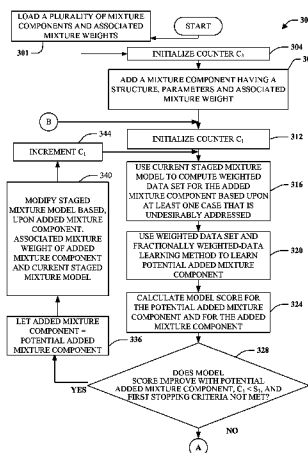 LOAD A PLURALITY OF MIXTURE
COMPONENTS AND ASSOCIATED
MIXTURE WEIGHTS
301
START
INITIALIZE COUNTER C2
304
ADD A MIXTURE COMPONENT HAVING A
STRUCTURE, PARAMETERS AND ASSOCIATED
MIXTURE WEIGHT
B
344
INITIALIZE COUNTER C1
312
INCREMENT C1
340
MODIFY STAGED
MIXTURE MODEL BASED,
UPON ADDED MIXTURE
COMPONENT, ASSOCIATED
MIXTURE WEIGHT OF
ADDED MIXTURE
COMPONENT AND CURRENT
STAGED MIXTURE MODEL
USE CURRENT STAGED MIXTURE
MODEL TO COMPUTE WEIGHTED
DATA SET FOR THE ADDED
MIXTURE COMPONENT BASED UPON
AT LEAST ONE CASE THAT IS
UNDESIRABLY ADDRESSED
316
USE WEIGHTED DATA SET AND
FRACTIONALLY WEIGHTED-DATA
LEARNING METHOD TO LEARN
POTENTIAL ADDED MIXTURE
COMPONENT
320
CALCULATE MODEL SCORE FOR
THE POTENTIAL ADDED MIXTURE
COMPONENT AND FOR THE ADDED
MIXTURE COMPONENT
324
LET ADDED MIXTURE
COMPONENT =
POTENTIAL ADDED
MIXTURE COMPONENT
336
328
DOES MODEL
SCORE IMPROVE WITH POTENTIAL
ADDED MIXTURE COMPONENT, C1 < S1, AND
FIRST STOPPING CRITERIA NOT MET?
YES
NO
A